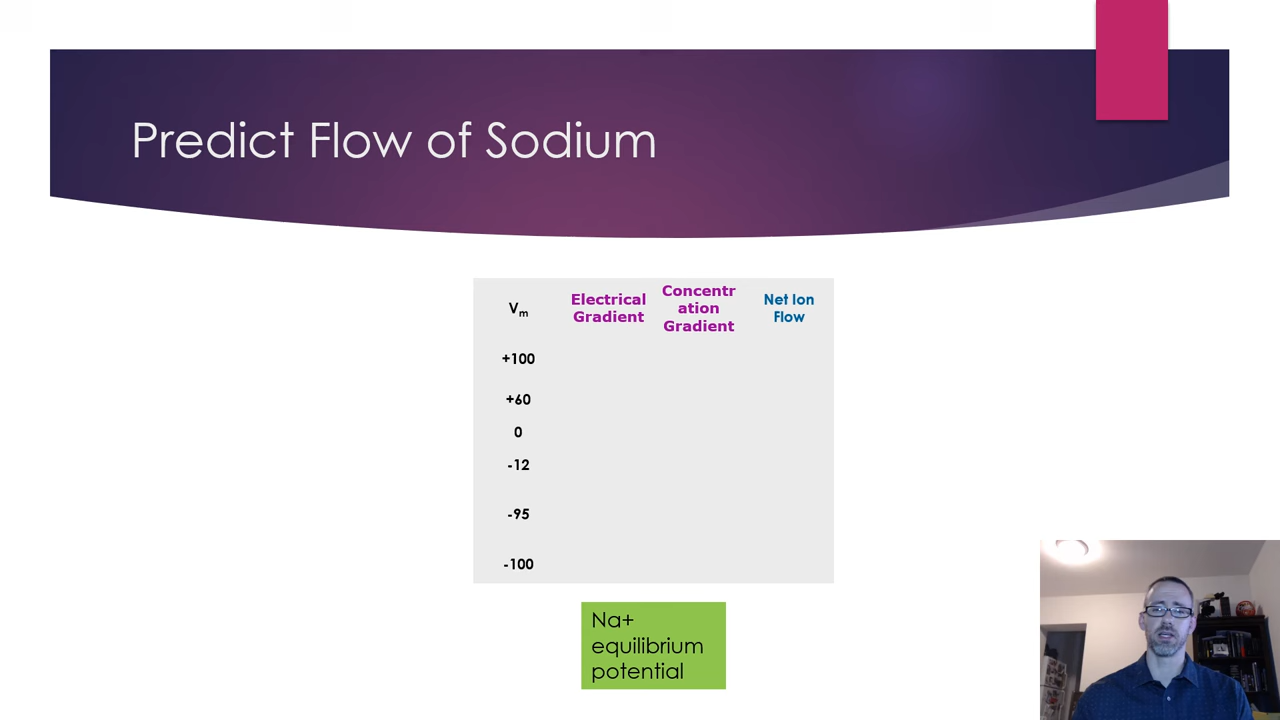 Predict Flow of Sodium
Vm
Electrical
Gradient
Concentr
ation
Gradient
Net Ion
Flow
+100
+60
0
-12
-95
-100
Na+
equilibrium
potential